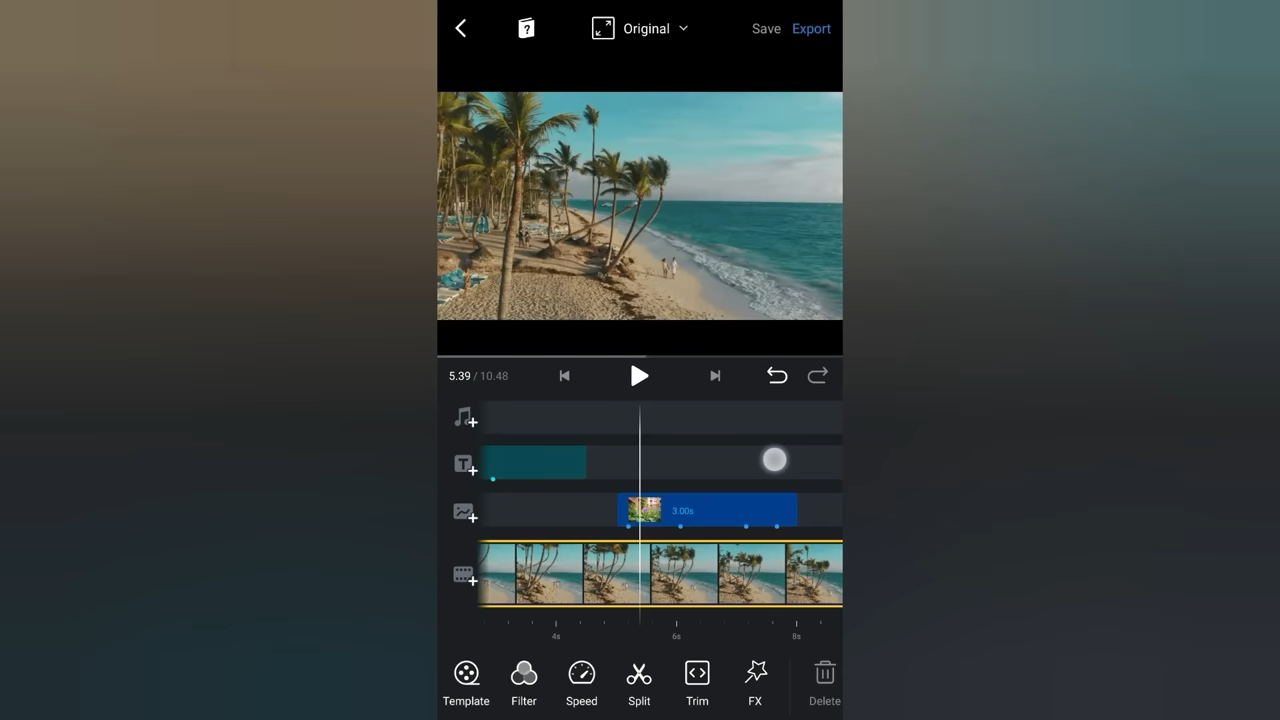 ?
Original
Save
Export
5.39 / 10.48
T
3.00s
4s
6s
8s
Template
Filter
Speed
Split
Trim
FX
Delete